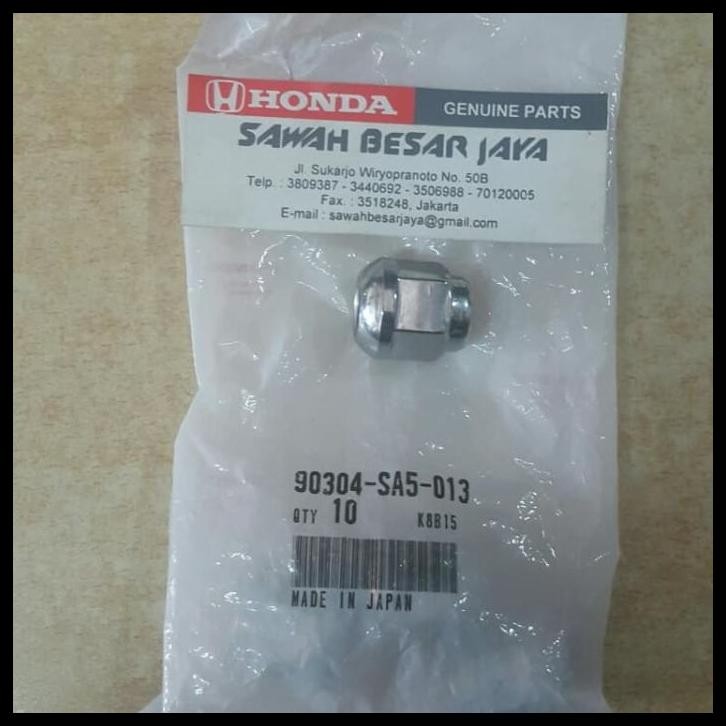 HONDA GENUINE PARTS
SAWAH BESAR JAYA
Jl. Sukarjo Wiryopranoto No. 50B
Telp. : 3809387 - 3440692 - 3506988 - 70120005
Fax. : 3518248, Jakarta
E-mail : sawahbesarjaya@gmail.com
90304-SA5-013
QTY 10 K8B15
MADE IN JAPAN